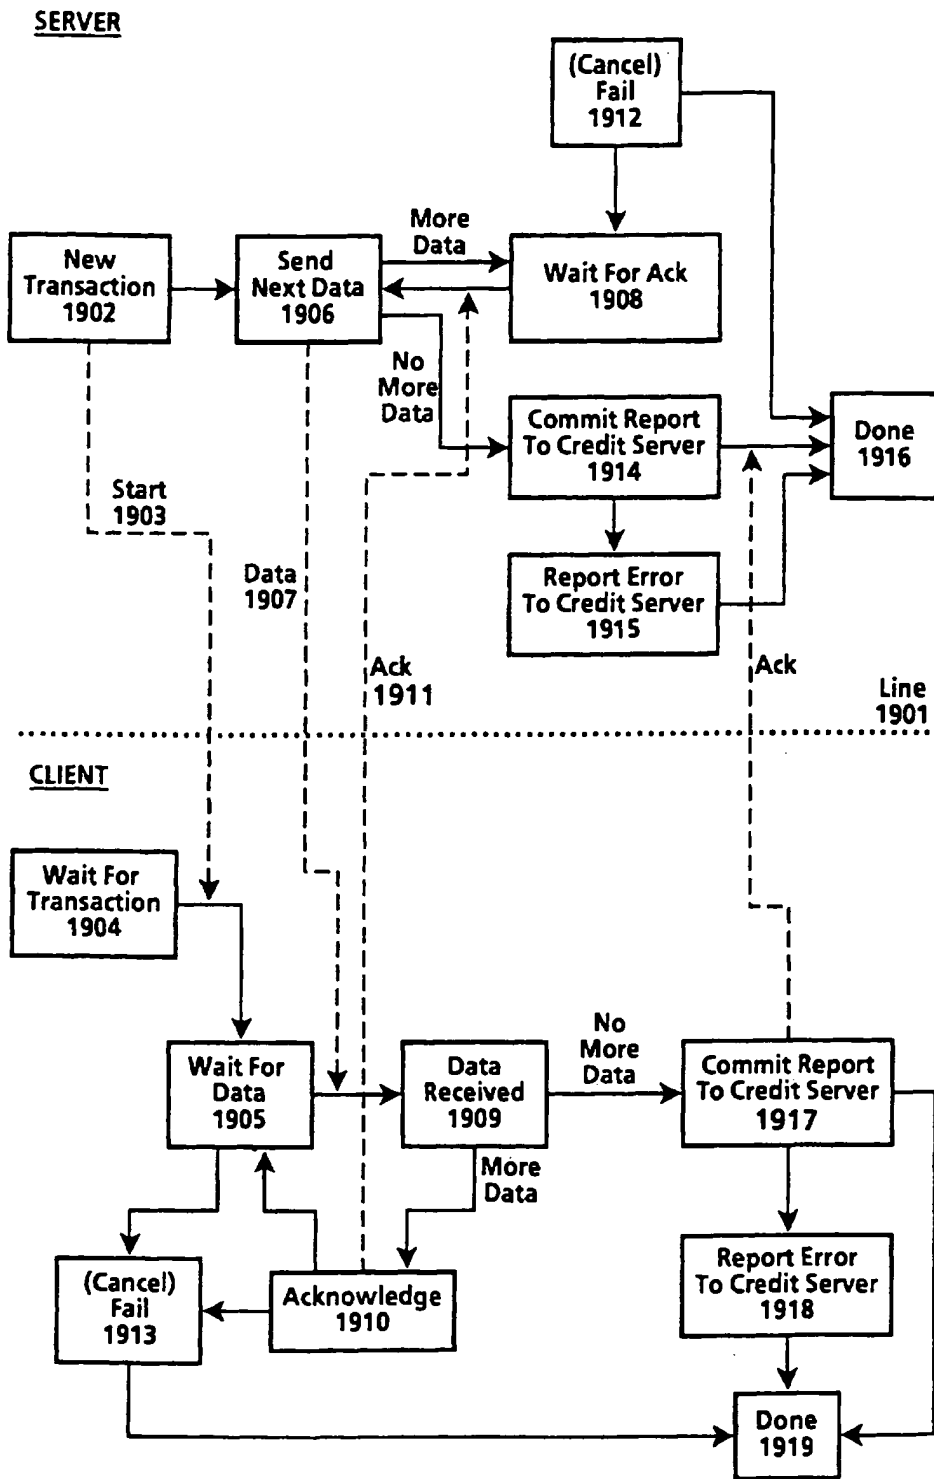 SERVER
(Cancel)
Fail
1912
New
Transaction
1902
Send
Next Data
1906
More
Data
Wait For Ack
1908
No
More
Data
Commit Report
To Credit Server
1914
Done
1916
Start
1903
Data
1907
Report Error
To Credit Server
1915
Ack
1911
Ack
Line
1901
CLIENT
Wait For
Transaction
1904
Wait For
Data
1905
Data
Received
1909
No
More
Data
Commit Report
To Credit Server
1917
More
Data
(Cancel)
Fail
1913
Acknowledge
1910
Report Error
To Credit Server
1918
Done
1919